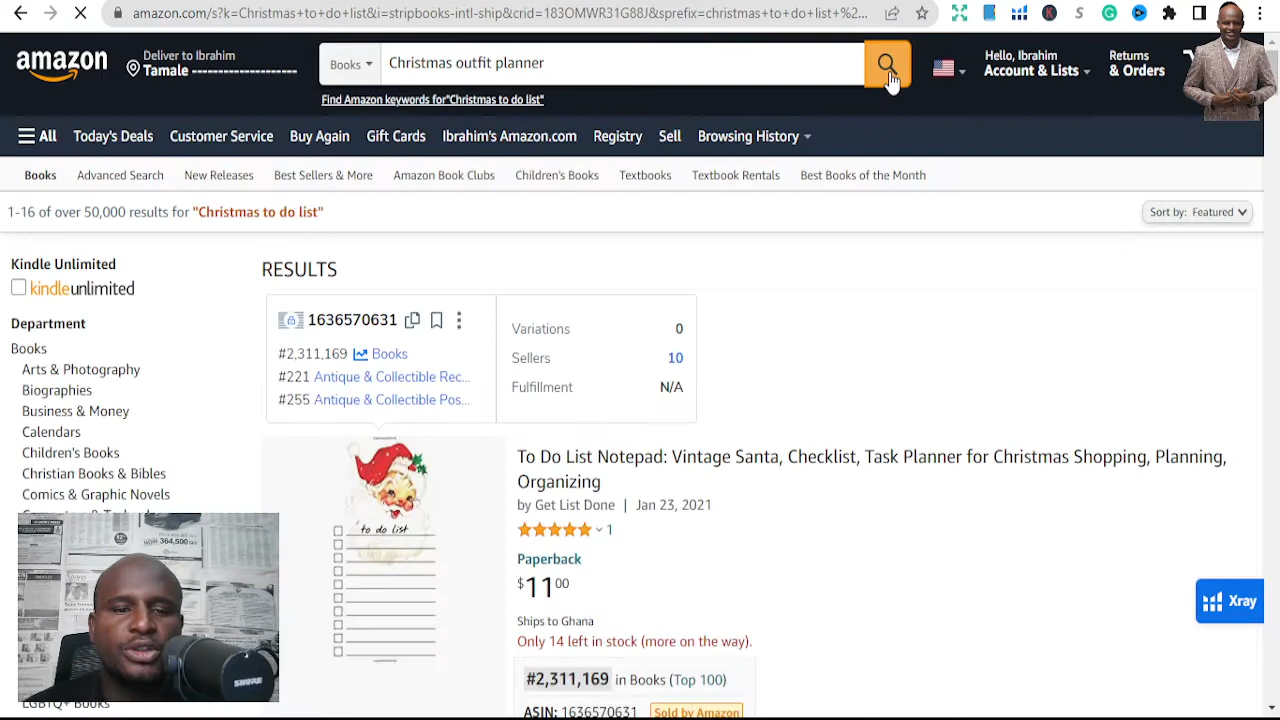 amazon.com/s?k=Christmas+to+do+list&i=stripbooks-intl-ship&crid=183OMWR31G88J&sprefix=christmas+to+do+list+%2...
amazon
Deliver to Ibrahim
Tamale
Books
Christmas outfit planner
Find Amazon keywords for"Christmas to do list"
Hello, Ibrahim
Account & Lists
Returns
& Orders
All
Today's Deals
Customer Service
Buy Again
Gift Cards
Ibrahim's Amazon.com
Registry
Sell
Browsing History
Books
Advanced Search
New Releases
Best Sellers & More
Amazon Book Clubs
Children's Books
Textbooks
Textbook Rentals
Best Books of the Month
1-16 of over 50,000 results for "Christmas to do list"
Sort by: Featured
Kindle Unlimited
kindleunlimited
Department
Books
Arts & Photography
Biographies
Business & Money
Calendars
Children's Books
Christian Books & Bibles
Comics & Graphic Novels
LGBTQ+ Books
RESULTS
1636570631
#2,311,169 Books
#221 Antique & Collectible Rec...
#255 Antique & Collectible Pos...
Variations 0
Sellers 10
Fulfillment N/A
to do list
To Do List Notepad: Vintage Santa, Checklist, Task Planner for Christmas Shopping, Planning,
Organizing
by Get List Done | Jan 23, 2021
1
Paperback
$11 00
Ships to Ghana
Only 14 left in stock (more on the way).
#2,311,169 in Books (Top 100)
ASIN: 1636570631 Sold by Amazon
Xray
SHURE
364,500